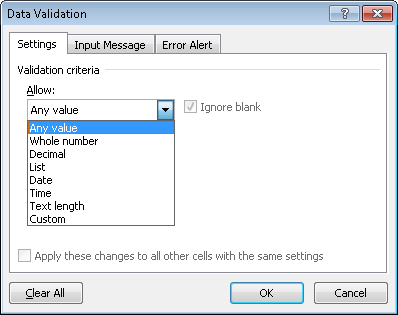 Data Validation
Settings Input Message Error Alert
Validation criteria
Allow:
Any value Ignore blank
Any value
Whole number
Decimal
List
Date
Time
Text length
Custom
Apply these changes to all other cells with the same settings
Clear All OK Cancel